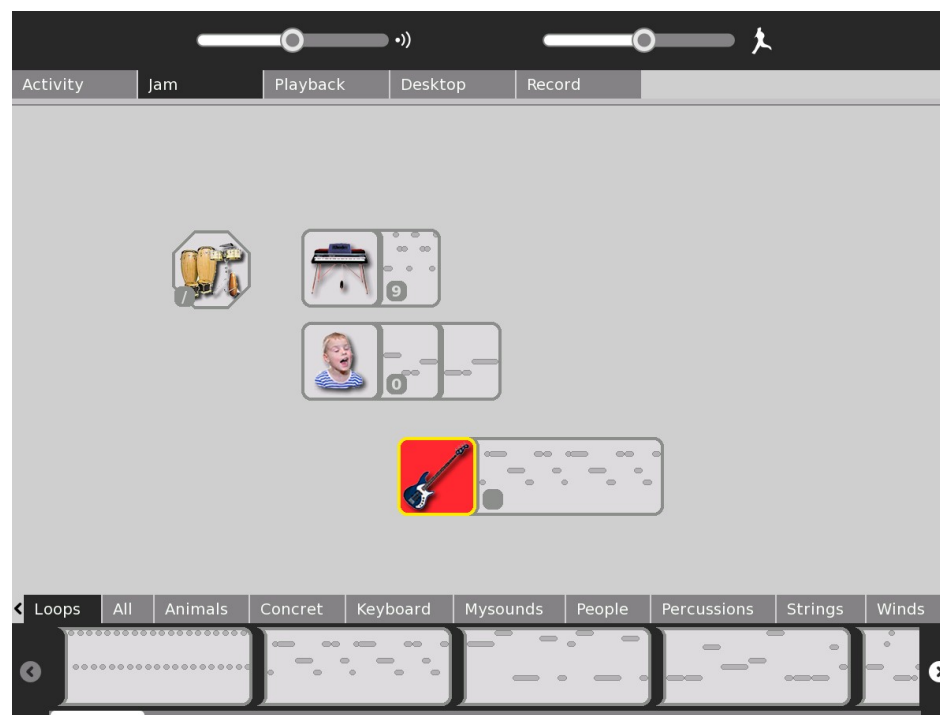 Activity Jam Playback Desktop Record
/
9
0
Loops All Animals Concret Keyboard Mysounds People Percussions Strings Winds